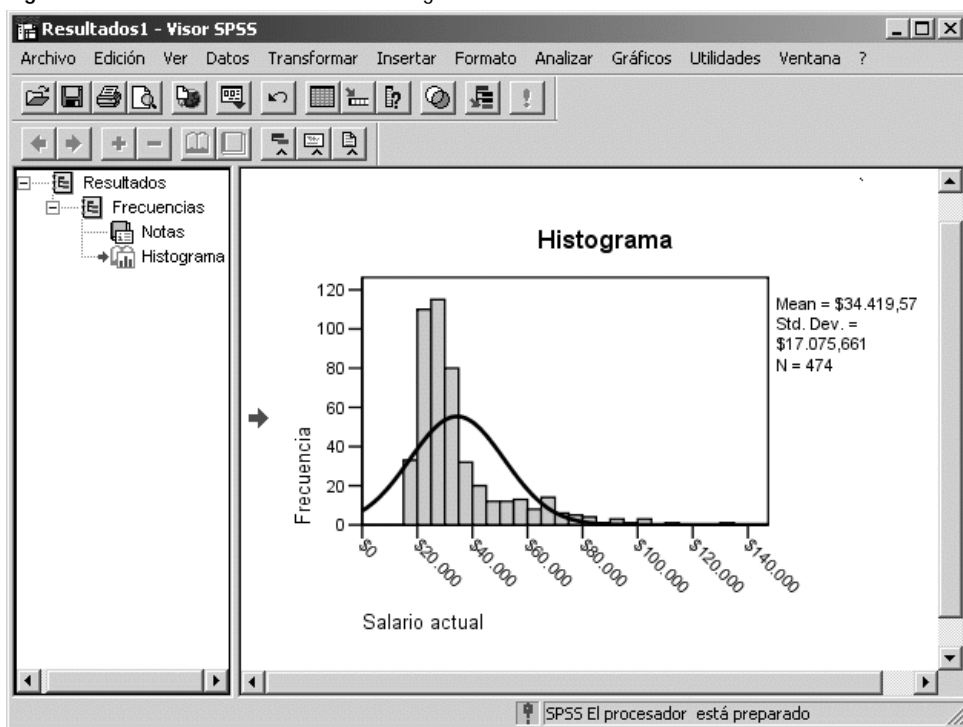 Resultados1 - Visor SPSS
Archivo Edición Ver Datos Transformar Insertar Formato Analizar Gráficos Utilidades Ventana ?
Resultados
Frecuencias
Notas
Histograma
Histograma
120
100
80
60
40
20
0
Frecuencia
$0
$20.000
$40.000
$60.000
$80.000
$100.000
$120.000
$140.000
Salario actual
Mean = $34.419,57
Std. Dev. =
$17.075,661
N = 474
SPSS El procesador está preparado